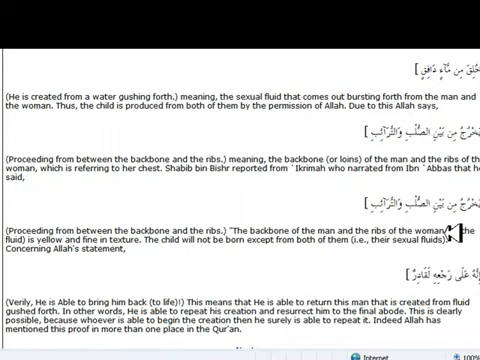 خُلِقَ مِن مَّآءٍ دَافِقٍ ]
(He is created from a water gushing forth.) meaning, the sexual fluid that comes out bursting forth from the man and
the woman. Thus, the child is produced from both of them by the permission of Allah. Due to this Allah says,
يَخْرُجُ مِن بَيْنِ الصُّلْبِ وَالتَّرَآئِبِ ]
(Proceeding from between the backbone and the ribs.) meaning, the backbone (or loins) of the man and the ribs of the
woman, which is referring to her chest. Shabib bin Bishr reported from `Ikrimah who narrated from Ibn `Abbas that he
said,
يَخْرُجُ مِن بَيْنِ الصُّلْبِ وَالتَّرَآئِبِ ]
(Proceeding from between the backbone and the ribs.) "The backbone of the man and the ribs of the woman. the
fluid) is yellow and fine in texture. The child will not be born except from both of them (i.e., their sexual fluids).
Concerning Allah's statement,
إِنَّهُ عَلَى رَجْعِهِ لَقَادِرٌ ]
(Verily, He is Able to bring him back (to life)!) This means that He is able to return this man that is created from fluid
gushed forth. In other words, He is able to repeat his creation and resurrect him to the final abode. This is clearly
possible, because whoever is able to begin the creation then he surely is able to repeat it. Indeed Allah has
mentioned this proof in more than one place in the Qur'an.
Internet 100%